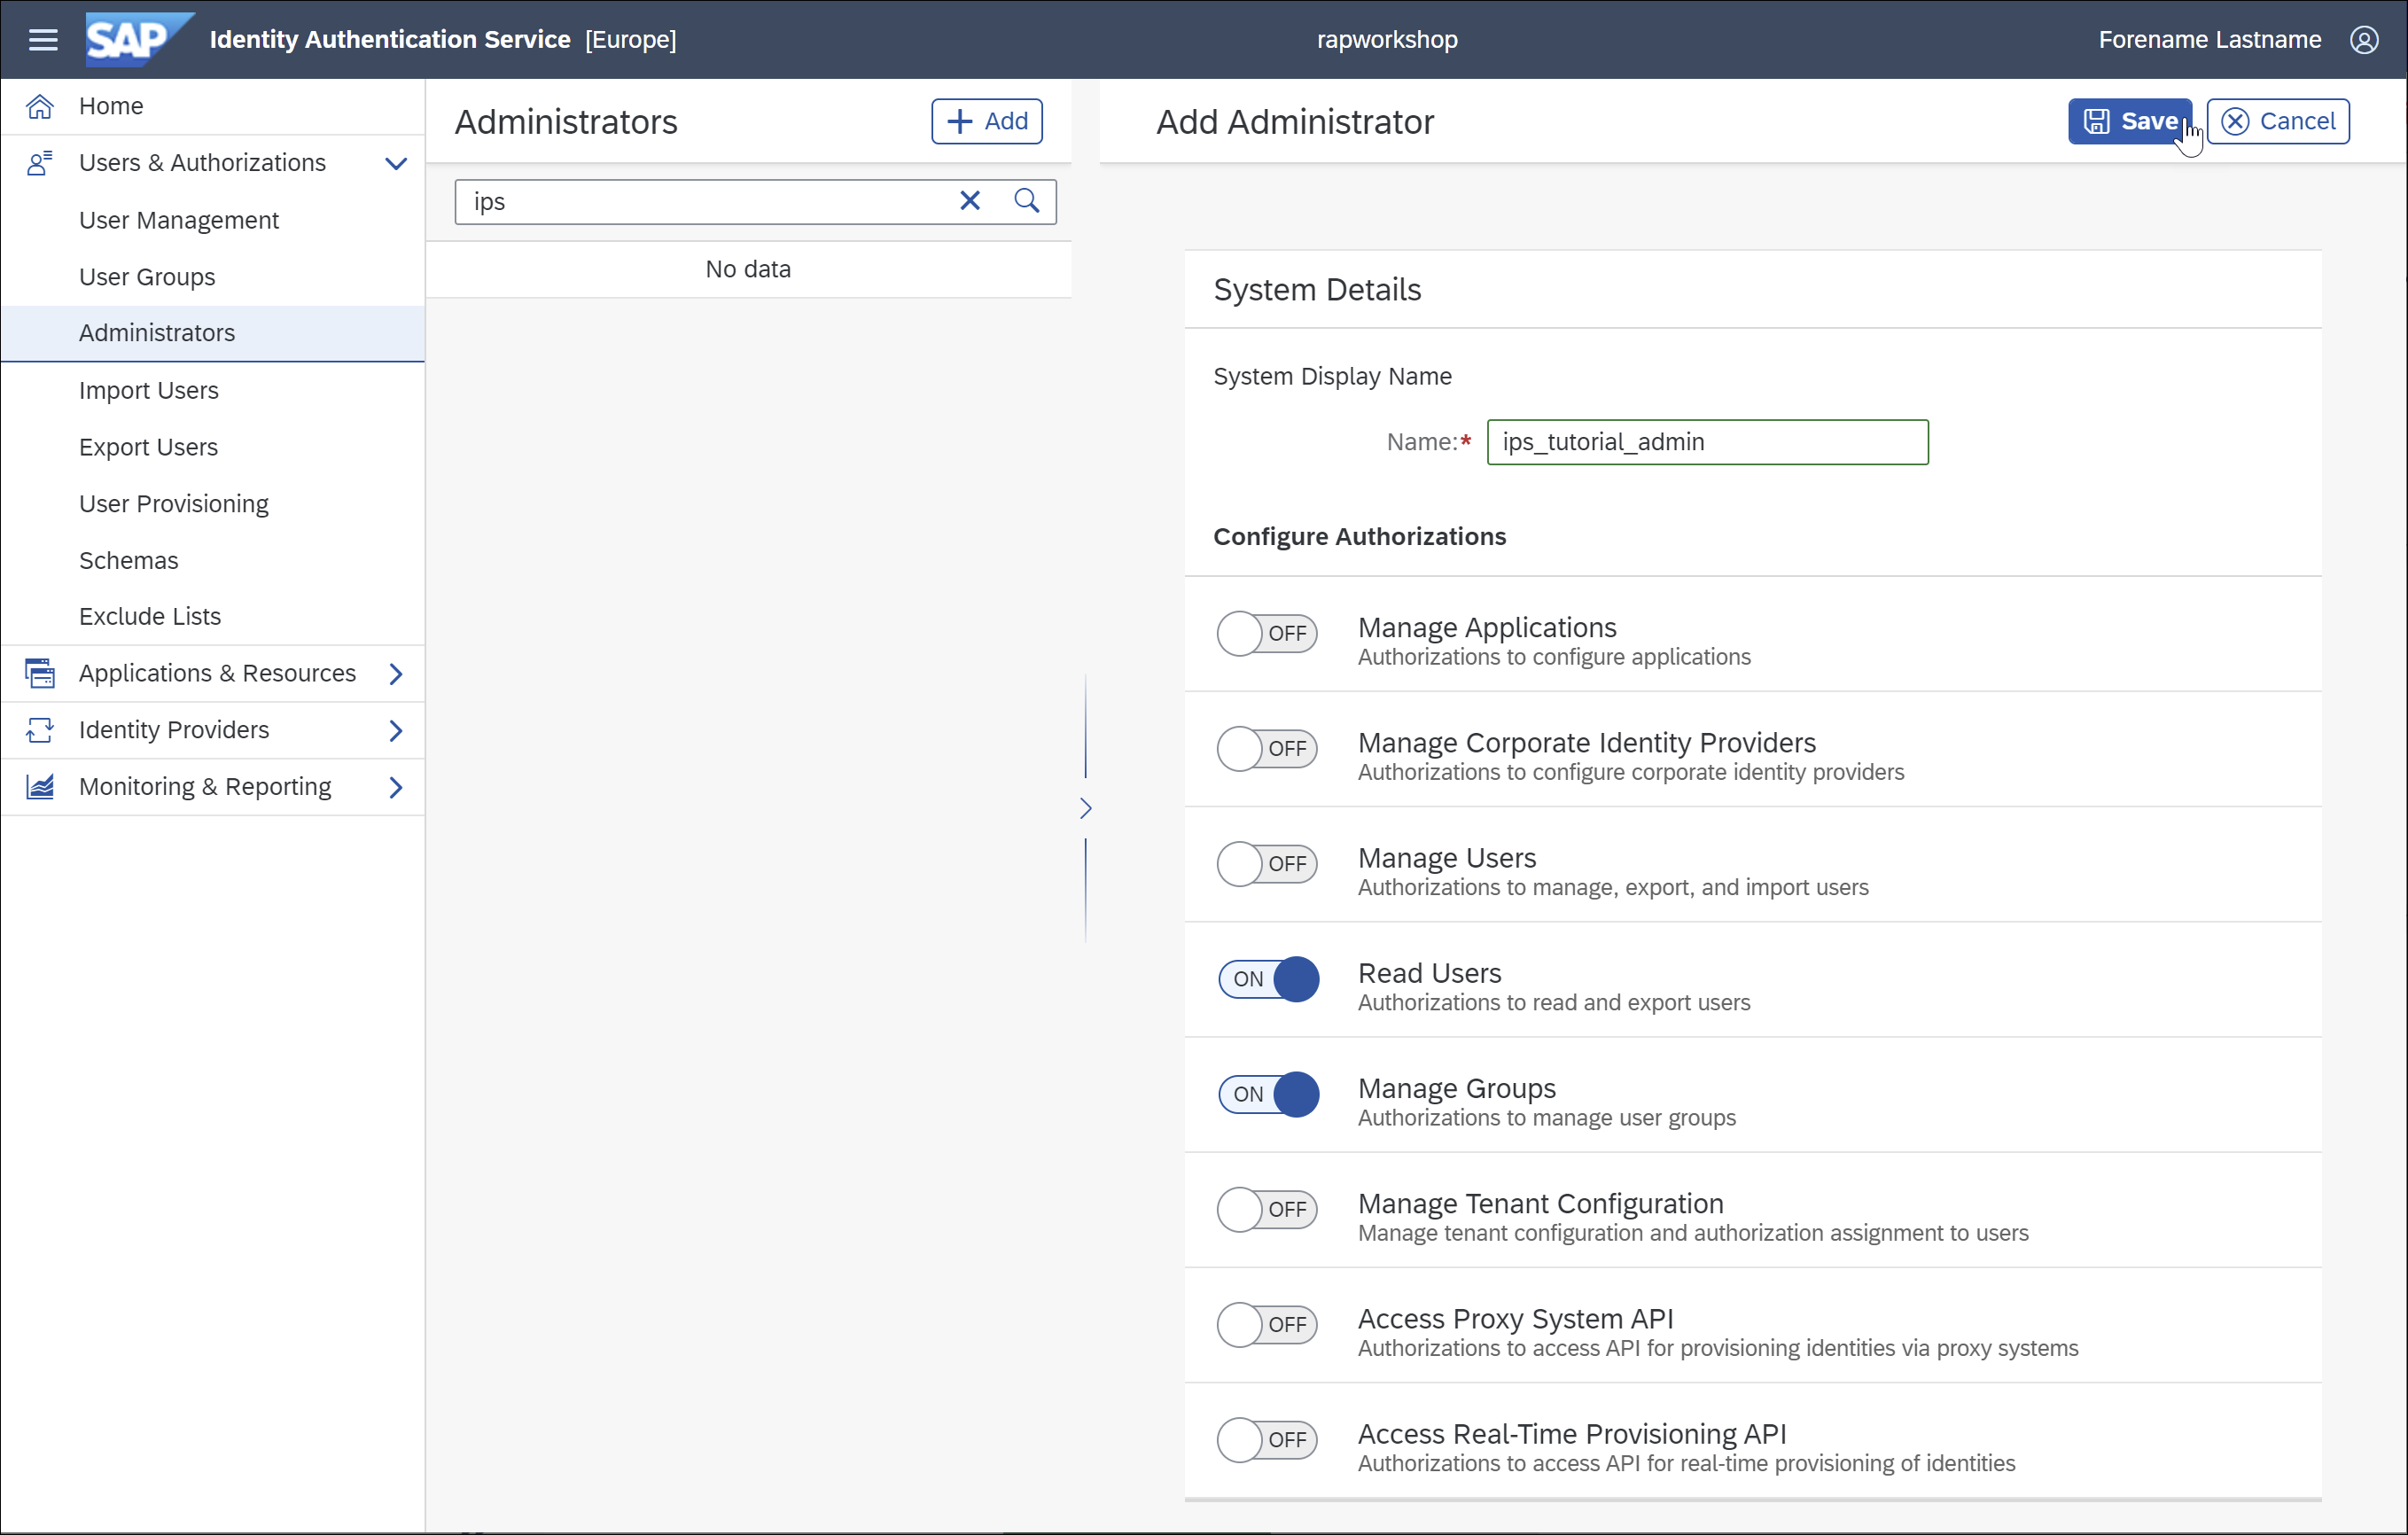 SAP Identity Authentication Service [Europe]
rapworkshop
Forename Lastname
Home
Users & Authorizations
User Management
User Groups
Administrators
Import Users
Export Users
User Provisioning
Schemas
Exclude Lists
Applications & Resources
Identity Providers
Monitoring & Reporting
Administrators
Add
ips
No data
Add Administrator
Save
Cancel
System Details
System Display Name
Name:* ips_tutorial_admin
Configure Authorizations
OFF
Manage Applications
Authorizations to configure applications
OFF
Manage Corporate Identity Providers
Authorizations to configure corporate identity providers
OFF
Manage Users
Authorizations to manage, export, and import users
ON
Read Users
Authorizations to read and export users
ON
Manage Groups
Authorizations to manage user groups
OFF
Manage Tenant Configuration
Manage tenant configuration and authorization assignment to users
OFF
Access Proxy System API
Authorizations to access API for provisioning identities via proxy systems
OFF
Access Real-Time Provisioning API
Authorizations to access API for real-time provisioning of identities